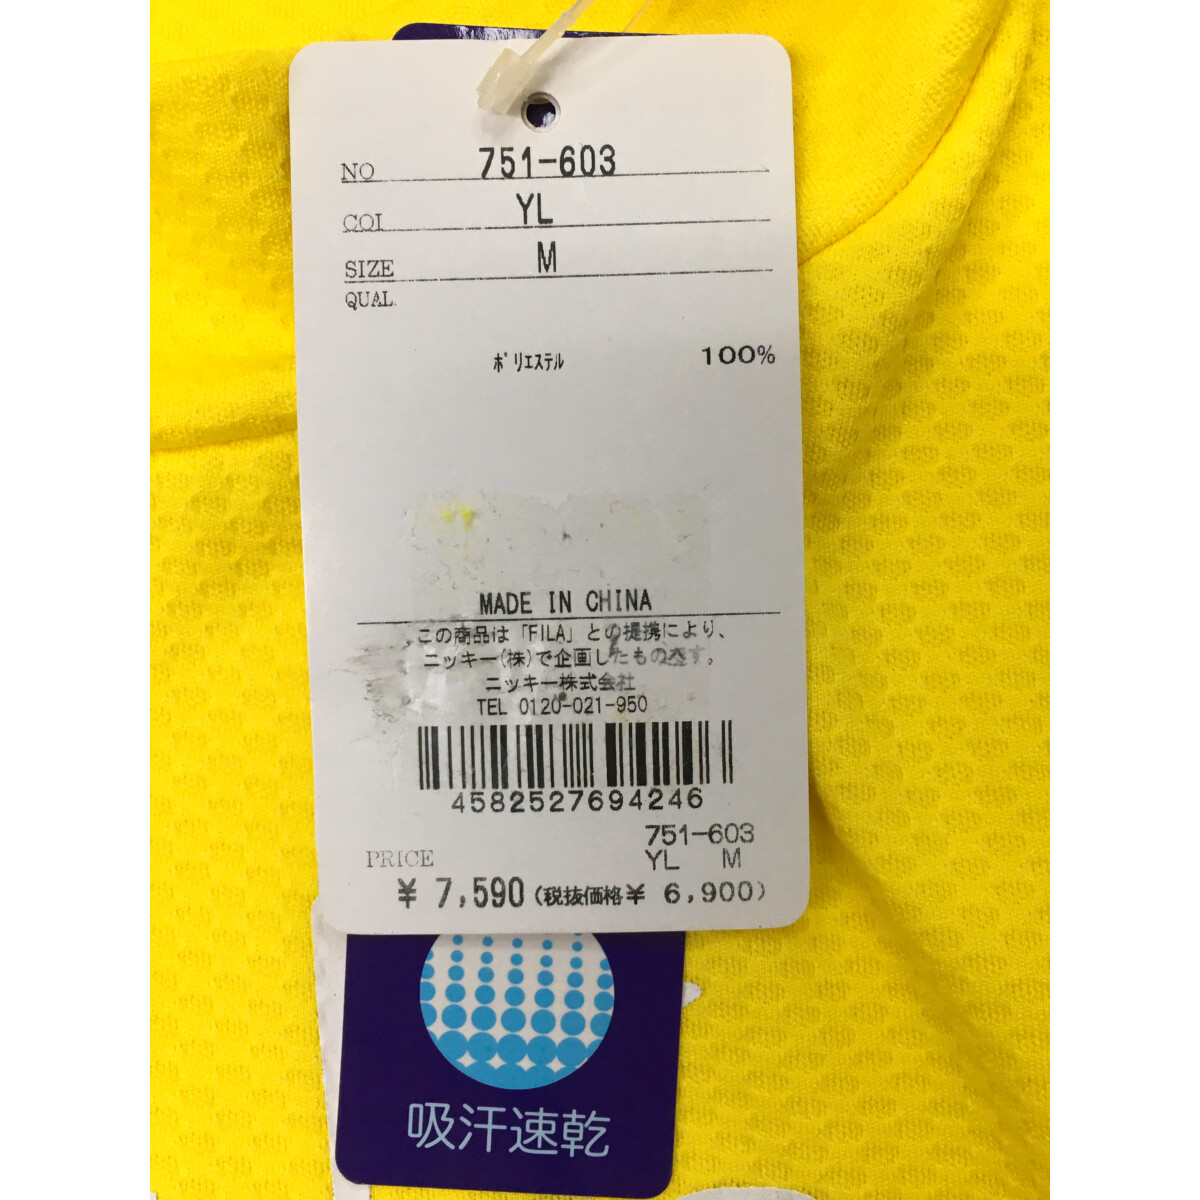 NO 751-603
COL YL
SIZE M
QUAL.
ﾎﾟﾘｴｽﾃﾙ 100%
MADE IN CHINA
この商品は「FILA」との提携により、
ニッキー(株)で企画したものです。
ニッキー株式会社
TEL 0120-021-950
4582527694246
751-603
PRICE YL M
¥ 7,590 (税抜価格¥ 6,900)
吸汗速乾